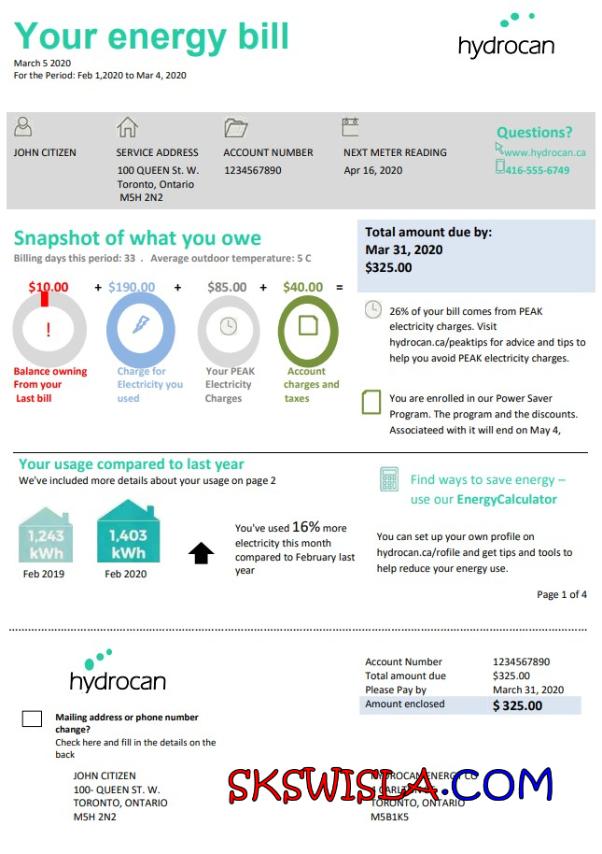 Your energy bill
March 5 2020
For the Period: Feb 1,2020 to Mar 4, 2020
hydrocan
JOHN CITIZEN
SERVICE ADDRESS
100 QUEEN St. W.
Toronto, Ontario
M5H 2N2
ACCOUNT NUMBER
1234567890
NEXT METER READING
Apr 16, 2020
Questions?
www.hydrocan.ca
416-555-6749
Snapshot of what you owe
Billing days this period: 33 . Average outdoor temperature: 5 C
$10.00 + $190.00 + $85.00 + $40.00 =
!
Balance owning
From your
Last bill
Charge for
Electricity you
used
Your PEAK
Electricity
Charges
Account
charges and
taxes
Total amount due by:
Mar 31, 2020
$325.00
26% of your bill comes from PEAK
electricity charges. Visit
hydrocan.ca/peaktips for advice and tips to
help you avoid PEAK electricity charges.
You are enrolled in our Power Saver
Program. The program and the discounts.
Associateed with it will end on May 4,
Your usage compared to last year
We've included more details about your usage on page 2
1,243
kWh
Feb 2019
1,403
kWh
Feb 2020
You've used 16% more
electricity this month
compared to February last
year
Find ways to save energy –
use our EnergyCalculator
You can set up your own profile on
hydrocan.ca/rofile and get tips and tools to
help reduce your energy use.
Page 1 of 4
hydrocan
Account Number 1234567890
Total amount due $325.00
Please Pay by March 31, 2020
Amount enclosed $ 325.00
Mailing address or phone number
change?
Check here and fill in the details on the
back
JOHN CITIZEN
100- QUEEN ST. W.
TORONTO, ONTARIO
M5H 2N2
SKSWISLA.COM
HYDROCAN ENERGY CO
TORONTO, ONTARIO
M5B1K5